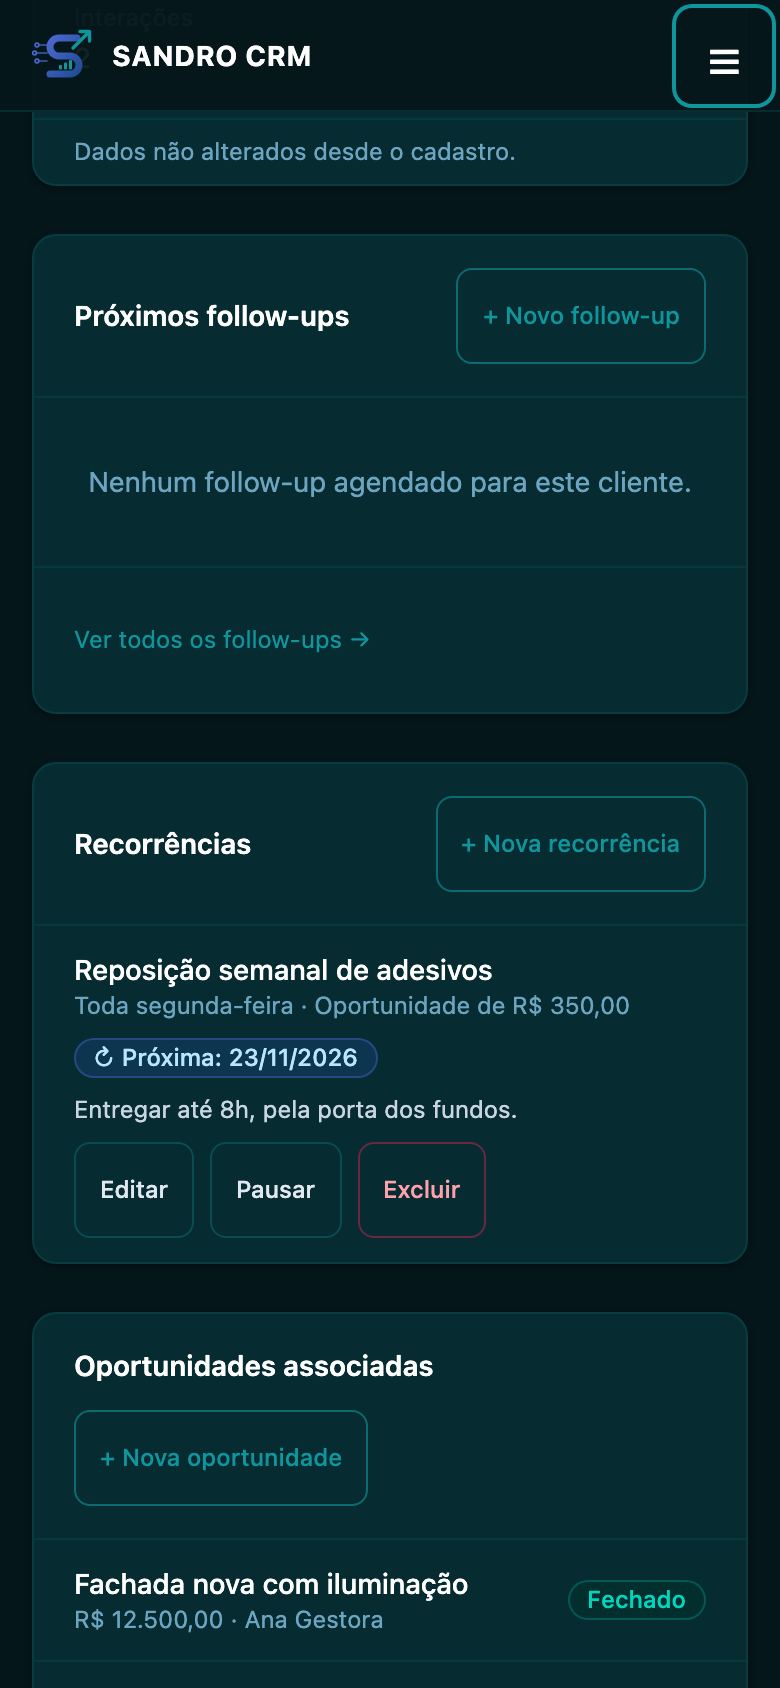 Interações
SANDRO CRM
Dados não alterados desde o cadastro.
Próximos follow-ups
+ Novo follow-up
Nenhum follow-up agendado para este cliente.
Ver todos os follow-ups →
Recorrências
+ Nova recorrência
Reposição semanal de adesivos
Toda segunda-feira · Oportunidade de R$ 350,00
↻ Próxima: 23/11/2026
Entregar até 8h, pela porta dos fundos.
Editar
Pausar
Excluir
Oportunidades associadas
+ Nova oportunidade
Fachada nova com iluminação
R$ 12.500,00 · Ana Gestora
Fechado